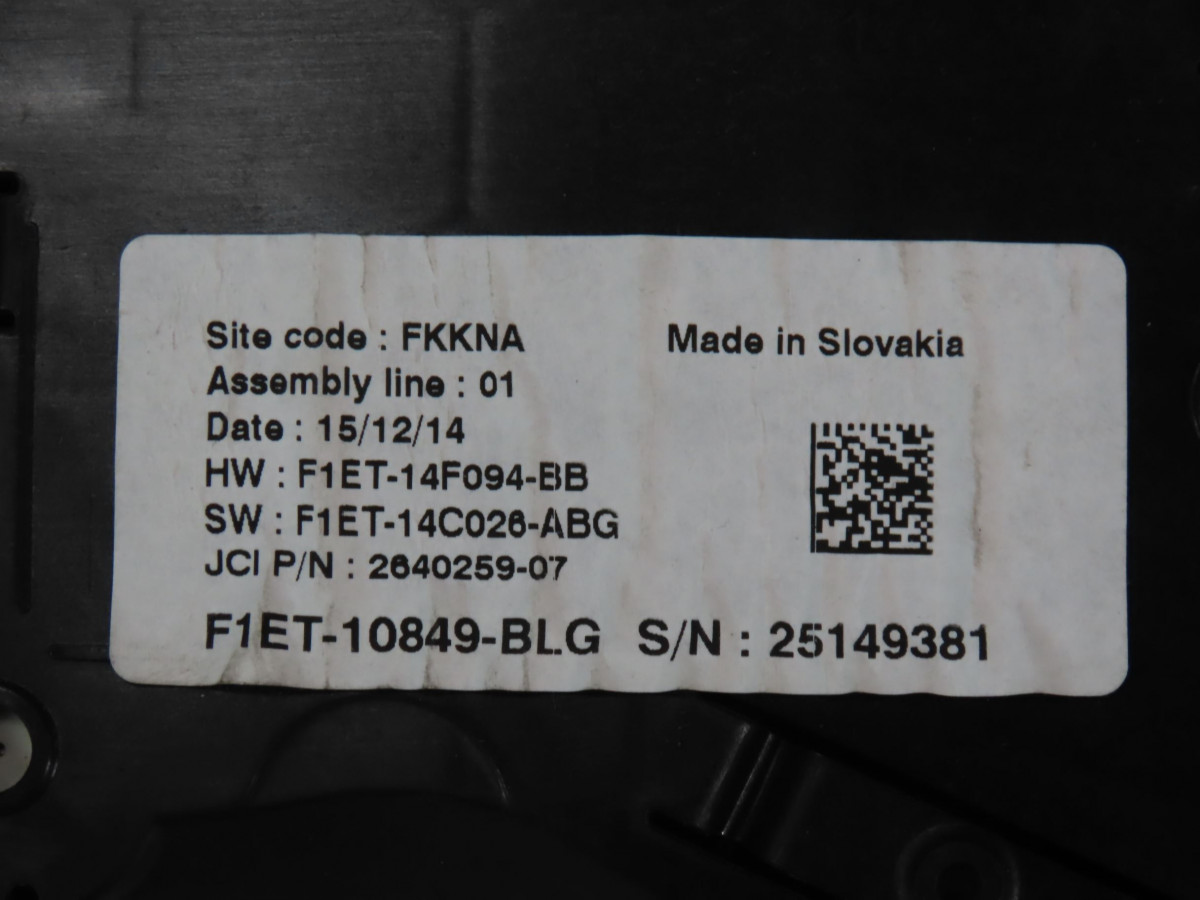 Site code : FKKNA
Made in Slovakia
Assembly line : 01
Date : 15/12/14
HW : F1ET-14F094-BB
SW : F1ET-14C026-ABG
JCI P/N : 2640259-07
F1ET-10849-BLG S/N : 25149381